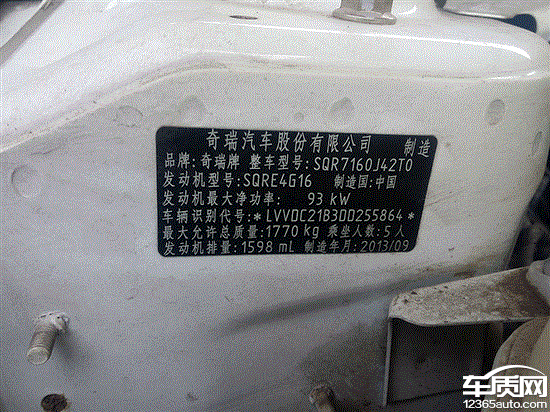 奇瑞汽车股份有限公司 制造
品牌: 奇瑞牌 整车型号: SQR7160J42T0
发动机型号: SQRE4G16 制造国: 中国
发动机最大净功率: 93 kW
车辆识别代号: *LVVDC21B3DD255864*
最大允许总质量: 1770 kg 乘坐人数: 5人
发动机排量: 1598 mL 制造年月: 2013/09
车质网
12365auto.com